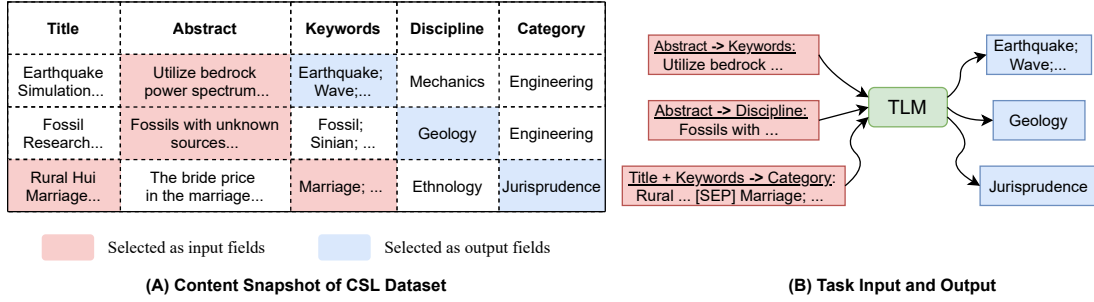 Title Abstract Keywords Discipline Category
Earthquake
Simulation...
Utilize bedrock
power spectrum...
Earthquake;
Wave;...
Mechanics
Engineering
Fossil
Research...
Fossils with unknown
sources...
Fossil;
Sinian; ...
Geology
Engineering
Rural Hui
Marriage...
The bride price
in the marriage...
Marriage; ...
Ethnology
Jurisprudence
Selected as input fields
Selected as output fields
(A) Content Snapshot of CSL Dataset
Abstract -> Keywords:
Utilize bedrock ...
Abstract -> Discipline:
Fossils with ...
Title + Keywords -> Category:
Rural ... [SEP] Marriage; ...
TLM
Earthquake;
Wave;...
Geology
Jurisprudence
(B) Task Input and Output